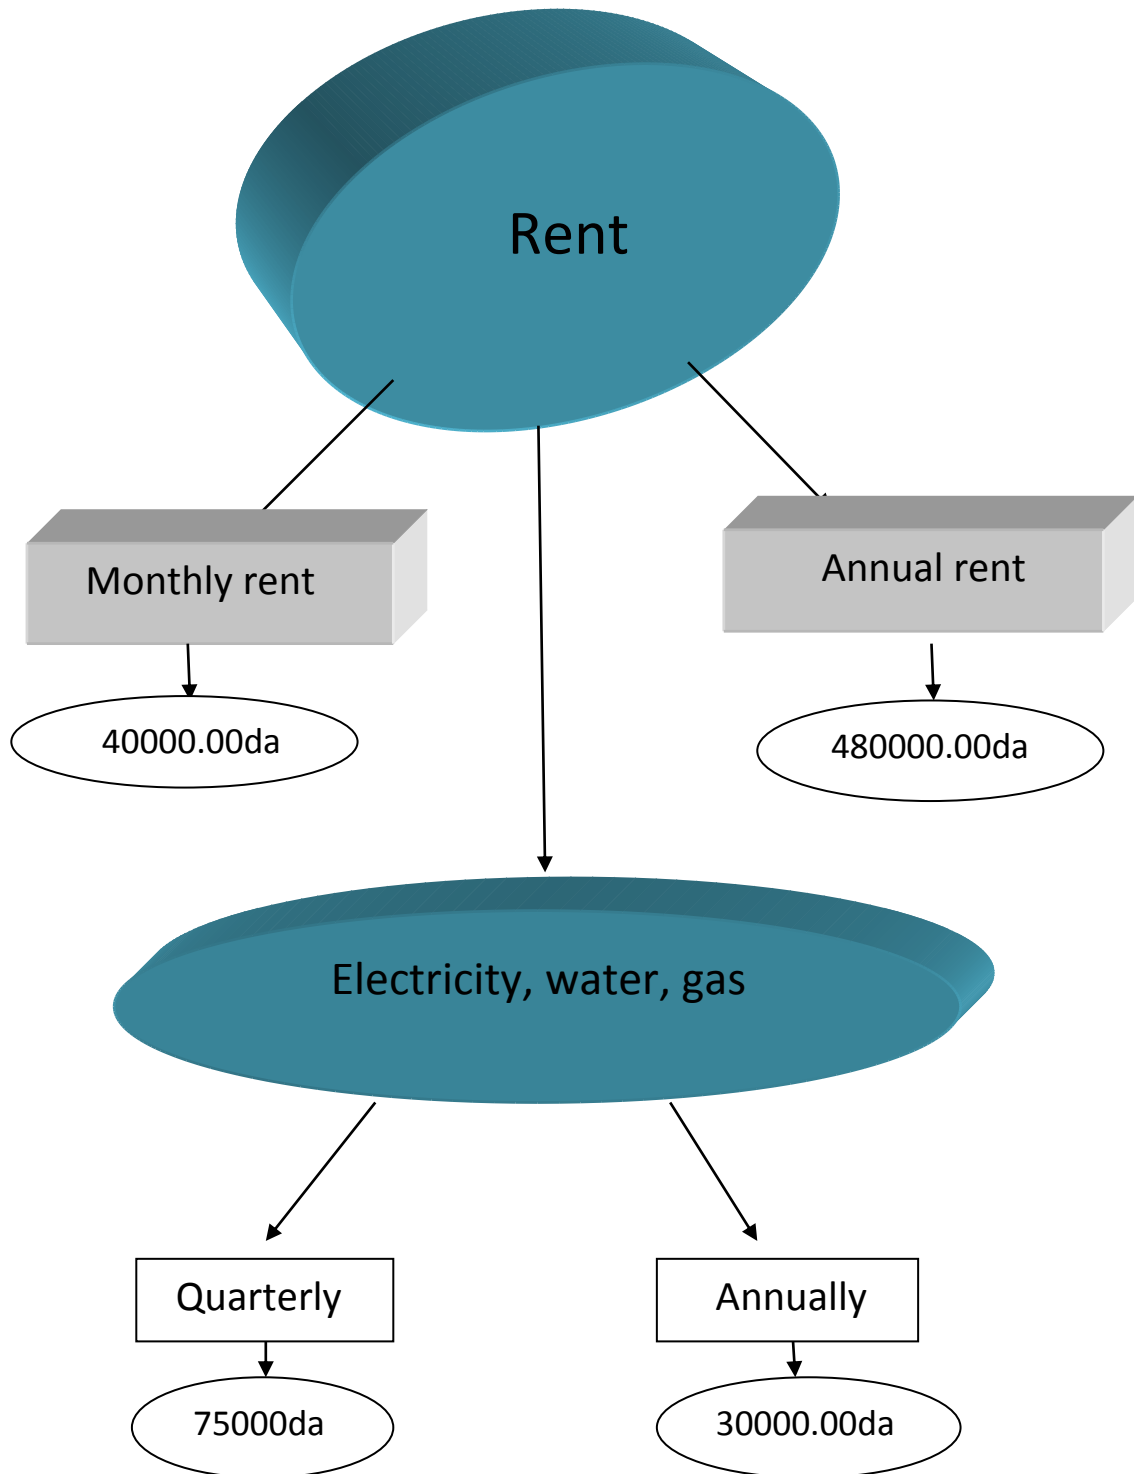 Rent
Monthly rent
Annual rent
40000.00da
480000.00da
Electricity, water, gas
Quarterly
Annually
75000da
30000.00da